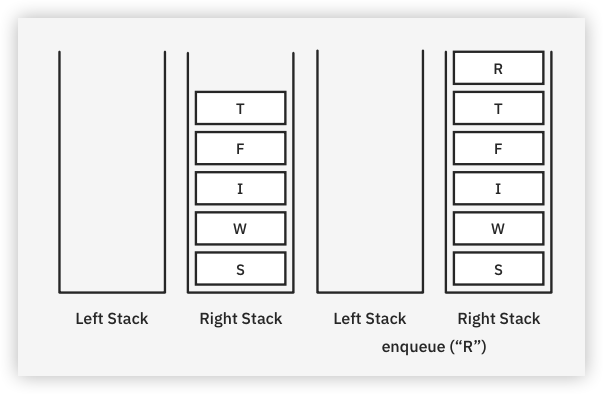 R
T T
F F
I I
W W
S S
Left Stack Right Stack Left Stack Right Stack
enqueue (“R”)